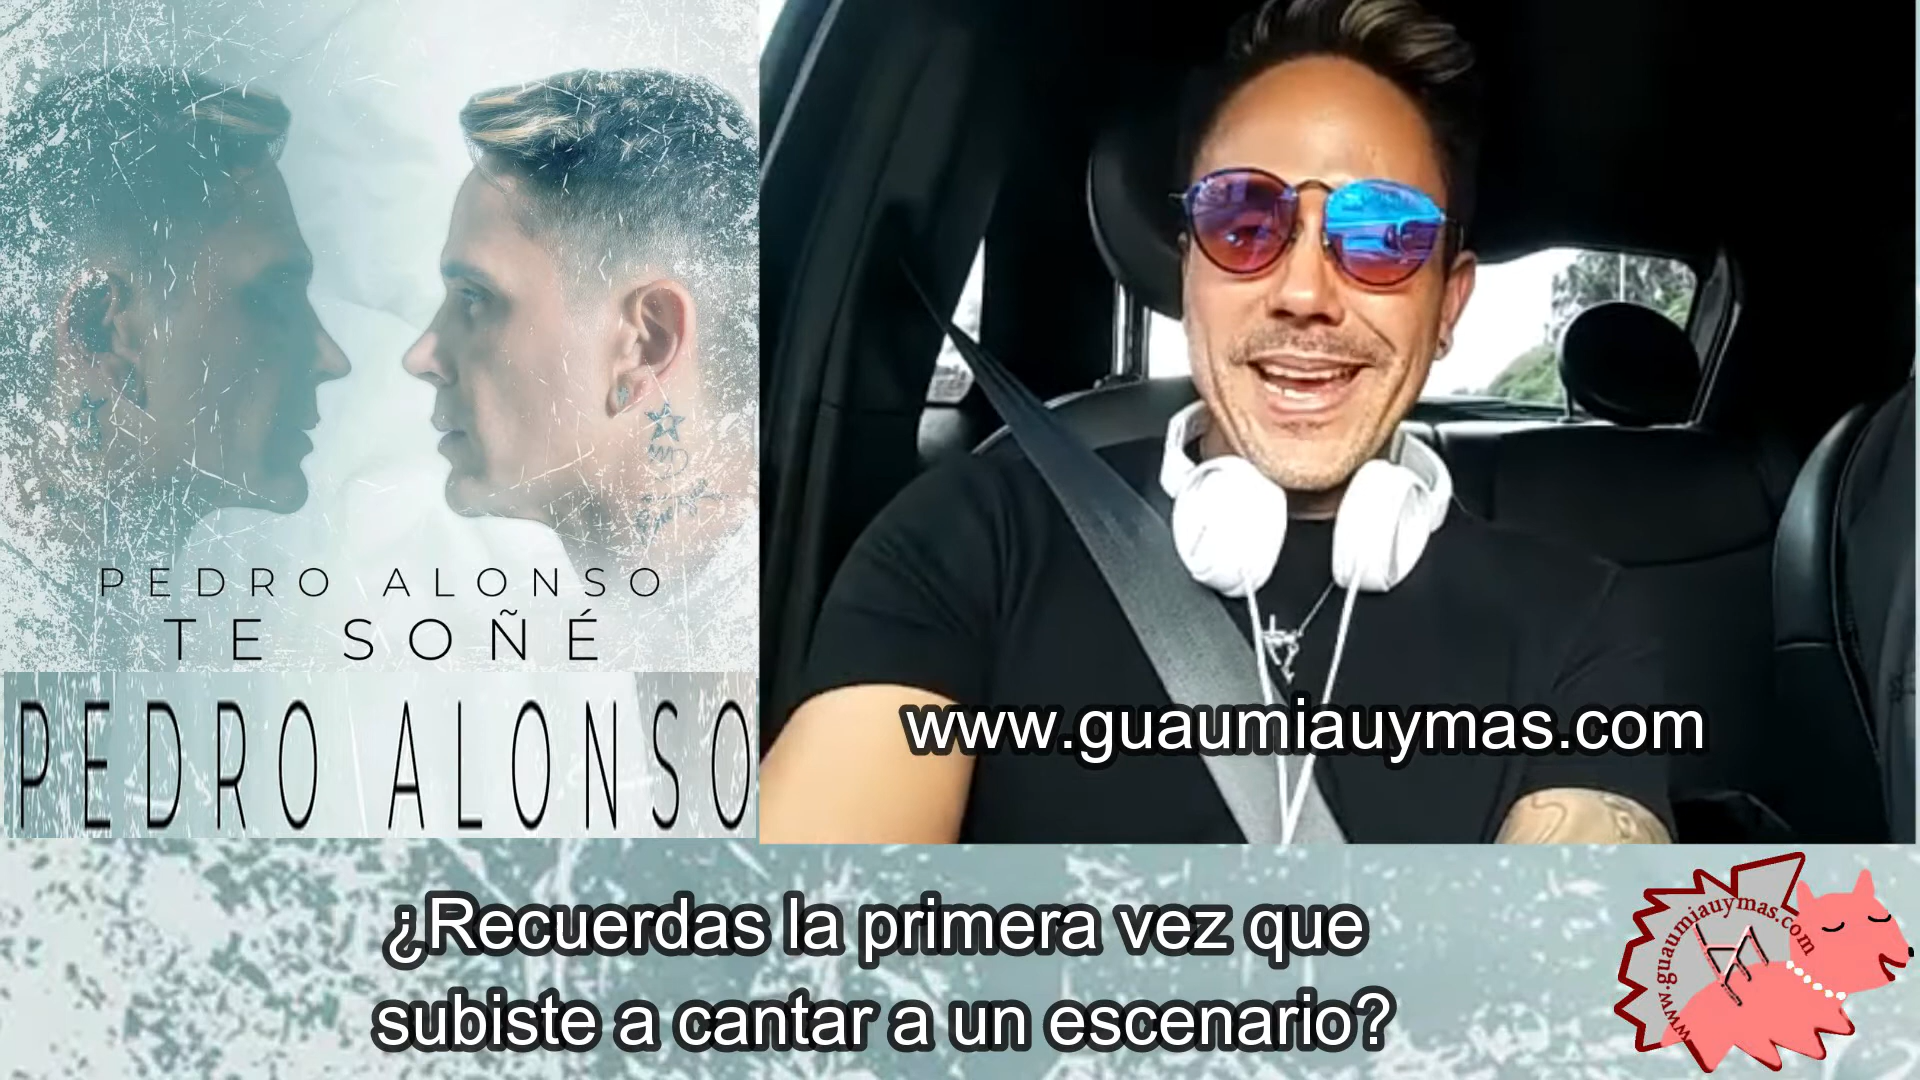 PEDRO ALONSO
TE SOÑÉ
PEDRO ALONSO
www.guaumiauymas.com
¿Recuerdas la primera vez que
subiste a cantar a un escenario?
www.guaumiauymas.com